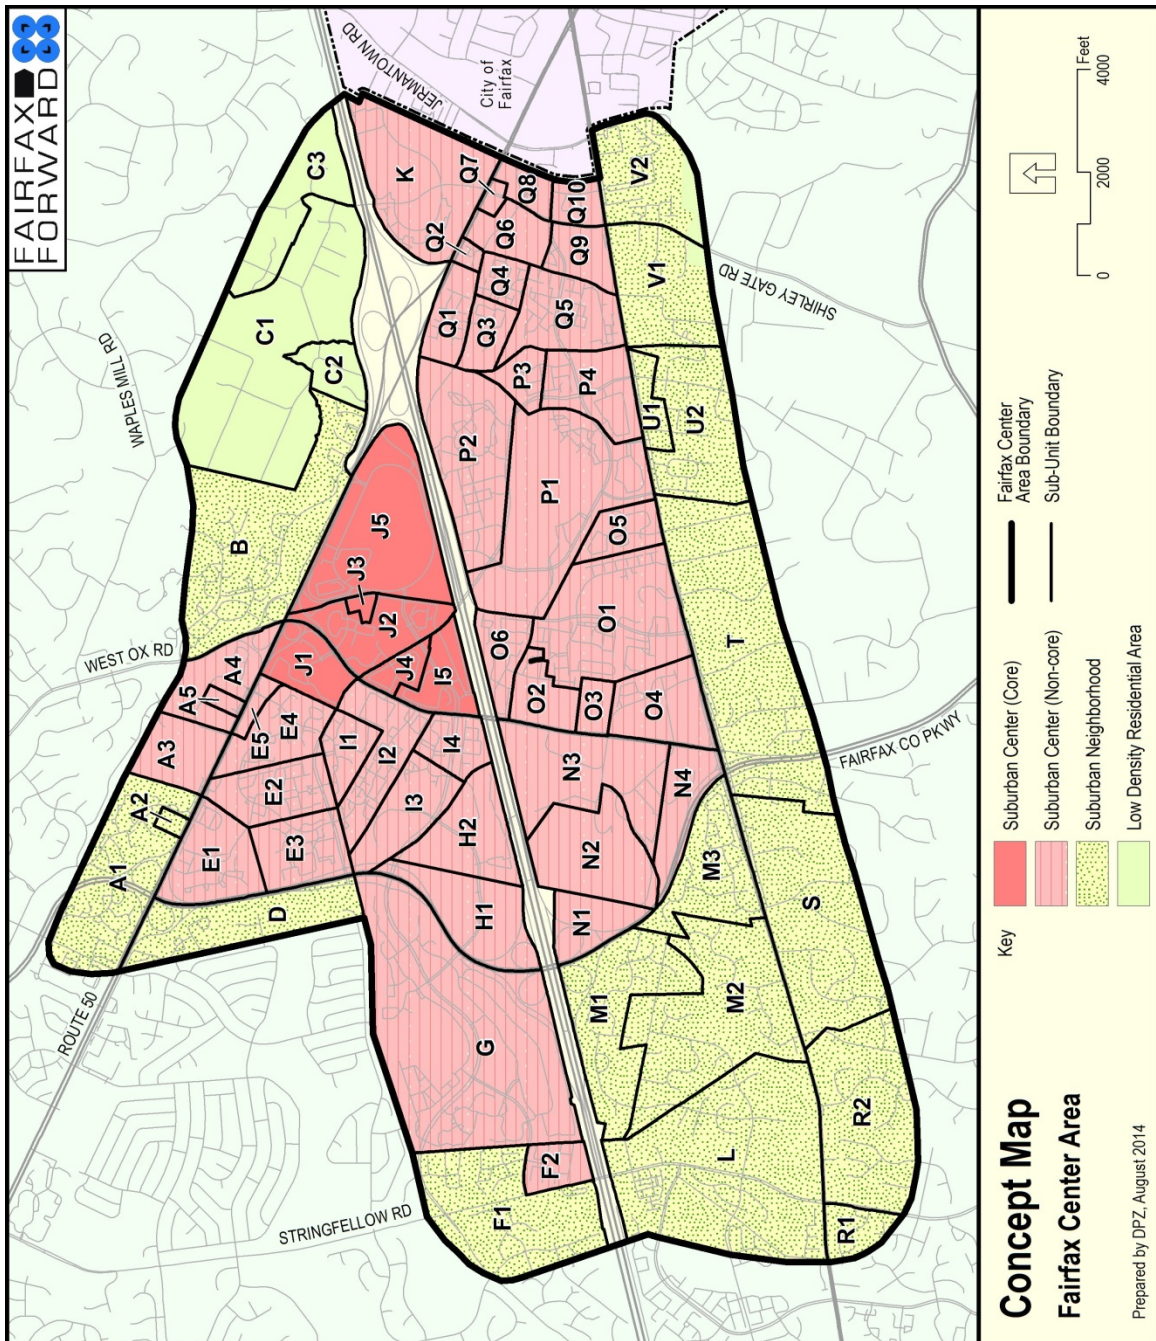 FAIRFAX
FORWARD
WAPLES MILL RD
JERMANTOWN RD
City of
Fairfax
WEST OX RD
ROUTE 50
STRINGFELLOW RD
SHIRLEY GATE RD
FAIRFAX CO PKWY
A1
A2
A3
A4
A5
B
C1
C2
C3
D
E1
E2
E3
E4
E5
F1
F2
G
H1
H2
I1
I2
I3
I4
I5
J1
J2
J3
J4
J5
K
L
M1
M2
M3
N1
N2
N3
N4
O1
O2
O3
O4
O5
O6
P1
P2
P3
P4
Q1
Q2
Q3
Q4
Q5
Q6
Q7
Q8
Q9
Q10
R1
R2
S
T
U1
U2
V1
V2
Concept Map
Fairfax Center Area
Prepared by DPZ, August 2014
Key
Suburban Center (Core)
Suburban Center (Non-core)
Suburban Neighborhood
Low Density Residential Area
Fairfax Center
Area Boundary
Sub-Unit Boundary
0
2000
4000
Feet